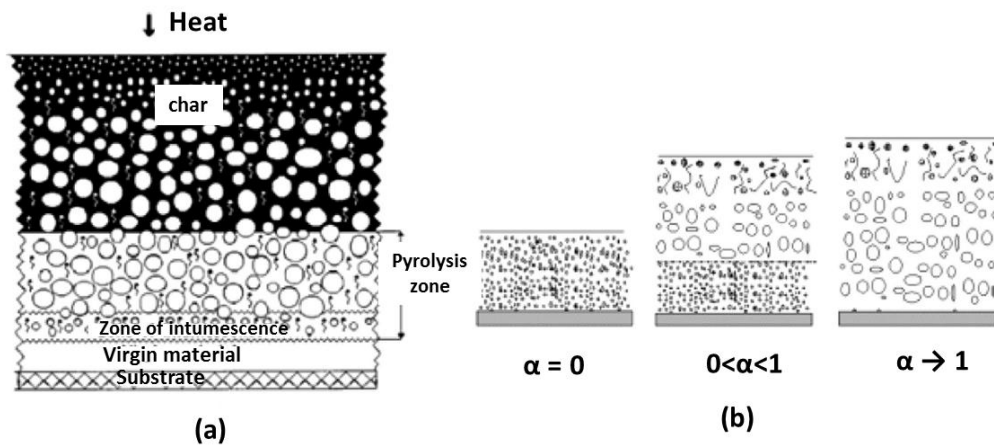 Heat
char
Pyrolysis
zone
Zone of intumescence
Virgin material
Substrate
(a)
α = 0
0<α<1
α → 1
(b)